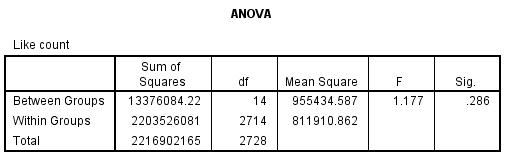 ANOVA
Like count
Sum of Squares df Mean Square F Sig.
Between Groups 13376084.22 14 955434.587 1.177 .286
Within Groups 2203526081 2714 811910.862
Total 2216902165 2728